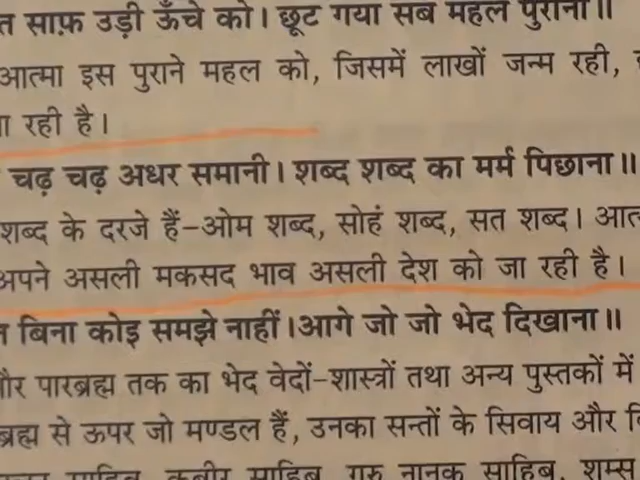 त साफ़ उड़ी ऊँचे को। छूट गया सब महल पुराना॥
आत्मा इस पुराने महल को, जिसमें लाखों जन्म रही,
रही है।
चढ़ चढ़ अधर समानी। शब्द शब्द का मर्म पिछाना॥
शब्द के दरजे हैं-ओम शब्द, सोहं शब्द, सत शब्द।
अपने असली मकसद भाव असली देश को जा रही है।
बिना कोइ समझे नाहीं।आगे जो जो भेद दिखाना॥
और पारब्रह्म तक का भेद वेदों-शास्त्रों तथा अन्य पुस्तकों में
ब्रह्म से ऊपर जो मण्डल हैं, उनका सन्तों के सिवाय और
साहिब, कबीर साहिब, गुरु नानक साहिब, शम्स